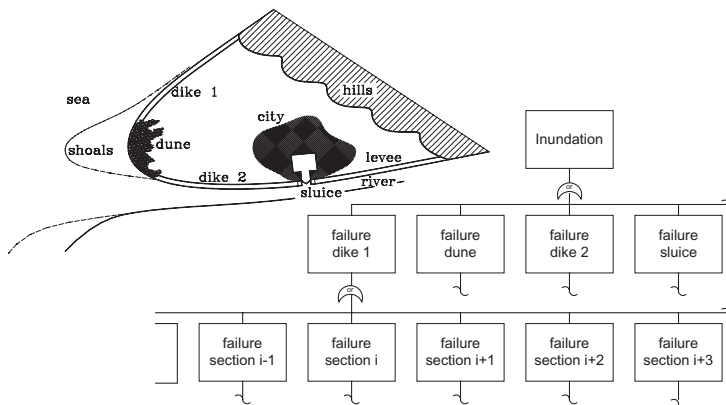 sea
dike 1
hills
city
shoals
dune
levee
dike 2
river
sluice
Inundation
or
failure
dike 1
failure
dune
failure
dike 2
failure
sluice
or
failure
section i-1
failure
section i
failure
section i+1
failure
section i+2
failure
section i+3